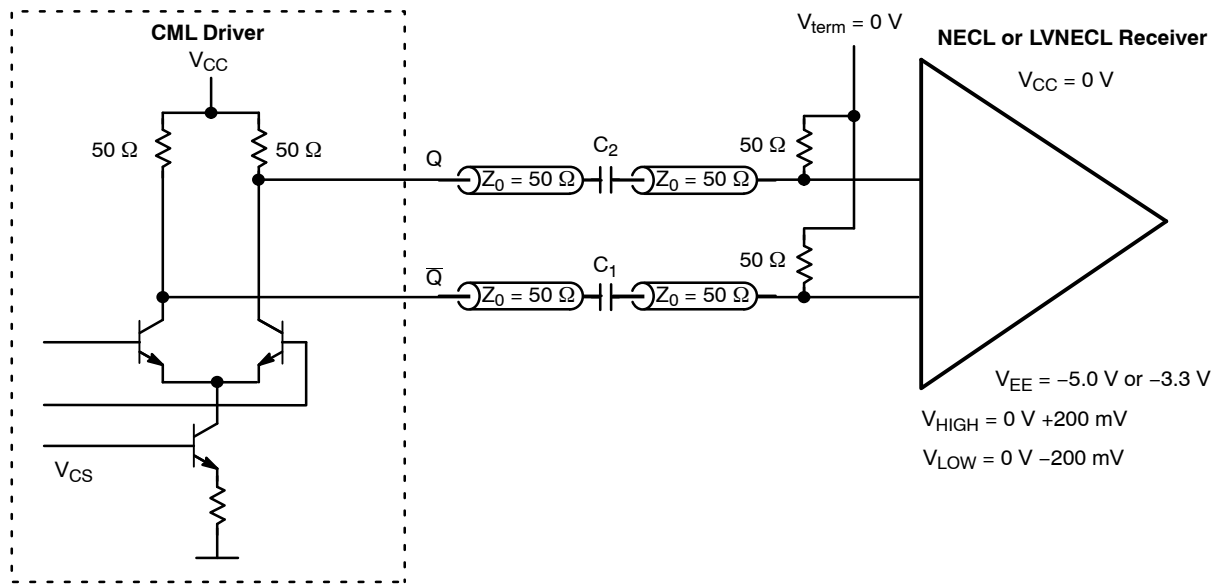 CML Driver
V_CC
50 Ω
50 Ω
Q
Z_0 = 50 Ω
C_2
Z_0 = 50 Ω
50 Ω
V_term = 0 V
NECL or LVNECL Receiver
V_CC = 0 V
Q̅
Z_0 = 50 Ω
C_1
Z_0 = 50 Ω
50 Ω
V_EE = −5.0 V or −3.3 V
V_HIGH = 0 V +200 mV
V_LOW = 0 V −200 mV
V_CS